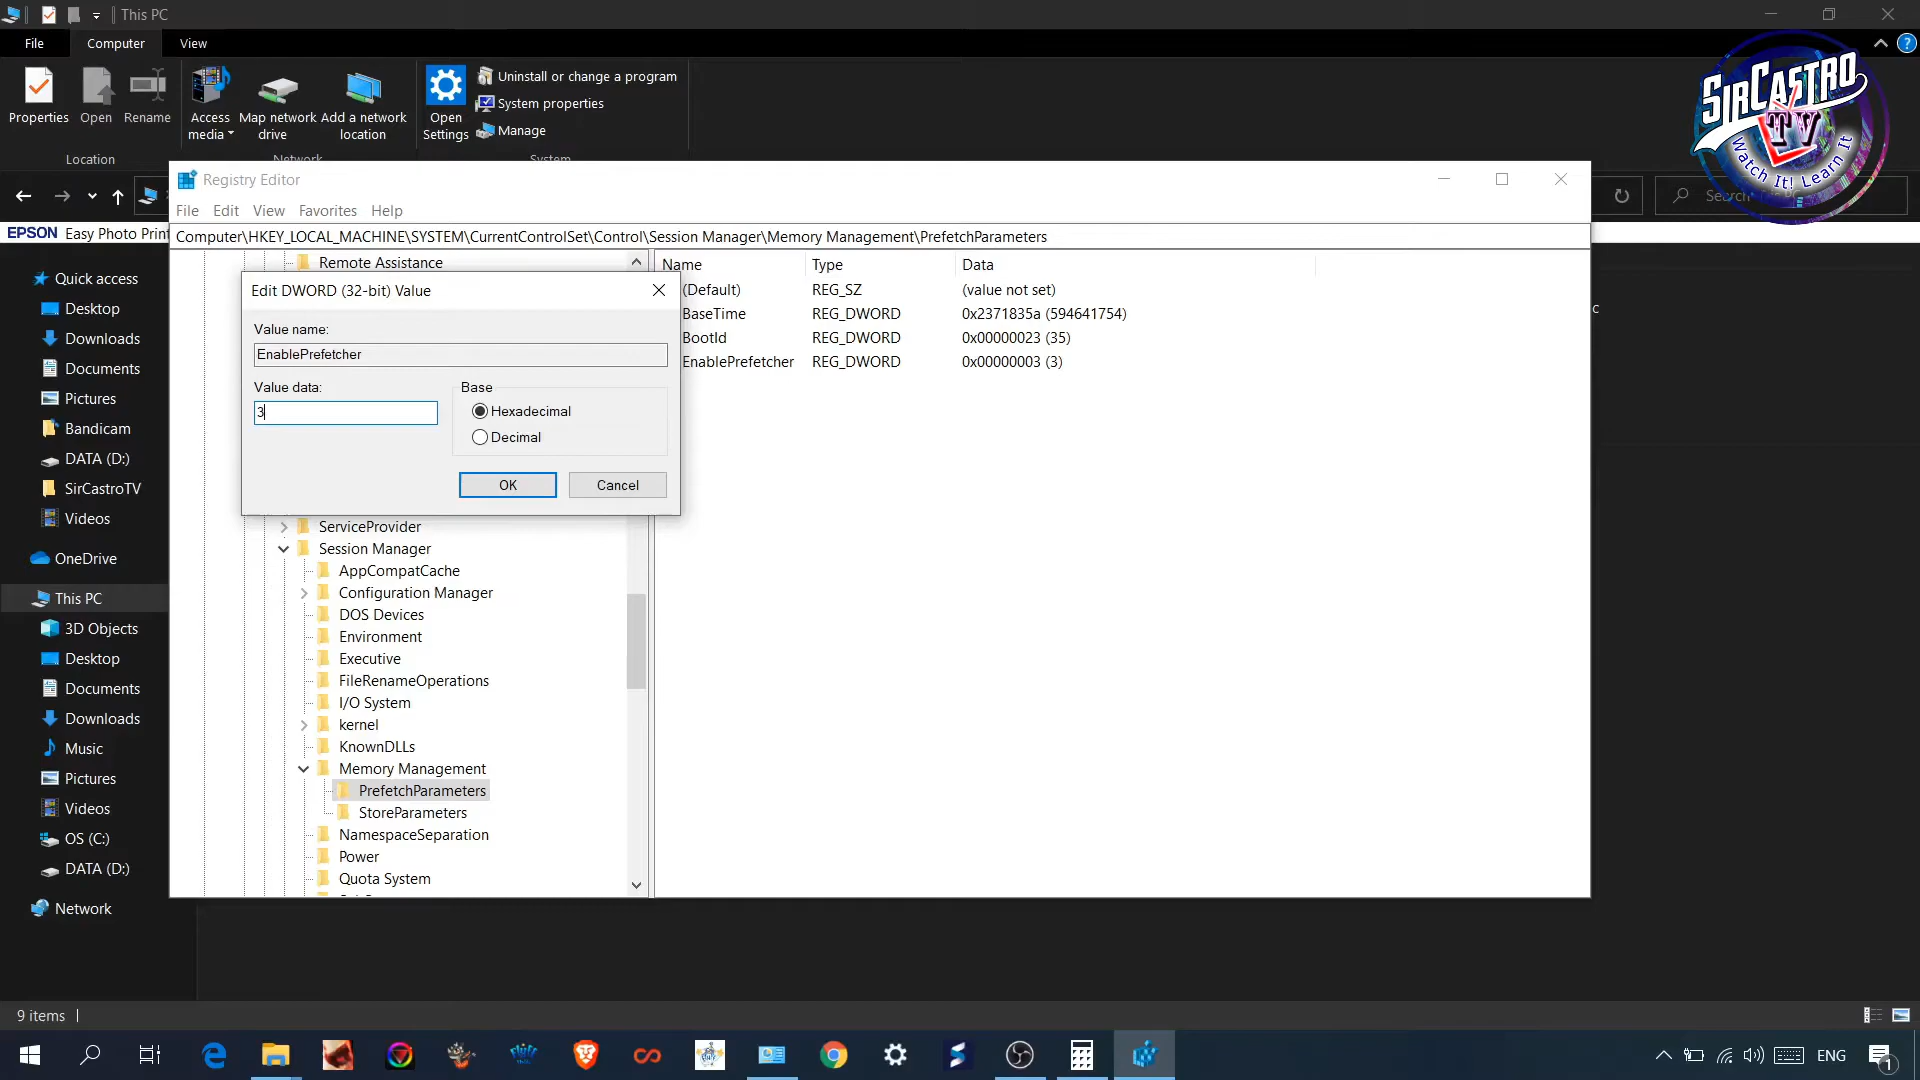 This PC
File
Computer
View
Properties
Open
Rename
Access media
Map network drive
Add a network location
Open Settings
Uninstall or change a program
System properties
Manage
Location
Network
System
SIRCASTRO
TV
Watch It! Learn It
Registry Editor
File
Edit
View
Favorites
Help
Computer\HKEY_LOCAL_MACHINE\SYSTEM\CurrentControlSet\Control\Session Manager\Memory Management\PrefetchParameters
EPSON Easy Photo Print
Quick access
Desktop
Downloads
Documents
Pictures
Bandicam
DATA (D:)
SirCastroTV
Videos
OneDrive
This PC
3D Objects
Desktop
Documents
Downloads
Music
Pictures
Videos
OS (C:)
DATA (D:)
Network
Remote Assistance
Edit DWORD (32-bit) Value
Value name:
EnablePrefetcher
Value data:
3
Base
Hexadecimal
Decimal
OK
Cancel
ServiceProvider
Session Manager
AppCompatCache
Configuration Manager
DOS Devices
Environment
Executive
FileRenameOperations
I/O System
kernel
KnownDLLs
Memory Management
PrefetchParameters
StoreParameters
NamespaceSeparation
Power
Quota System
Name Type Data
(Default) REG_SZ (value not set)
BaseTime REG_DWORD 0x2371835a (594641754)
BootId REG_DWORD 0x00000023 (35)
EnablePrefetcher REG_DWORD 0x00000003 (3)
9 items
ENG
1